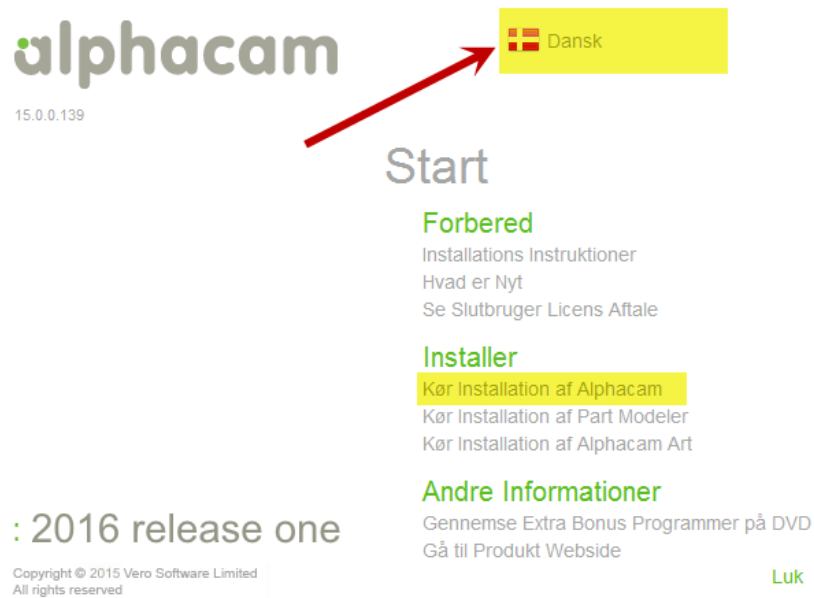 alphacam
Dansk
15.0.0.139
Start
Forbered
Installations Instruktioner
Hvad er Nyt
Se Slutbruger Licens Aftale
Installer
Kør Installation af Alphacam
Kør Installation af Part Modeler
Kør Installation af Alphacam Art
Andre Informationer
Gennemse Extra Bonus Programmer på DVD
Gå til Produkt Webside
: 2016 release one
Copyright © 2015 Vero Software Limited
All rights reserved
Luk